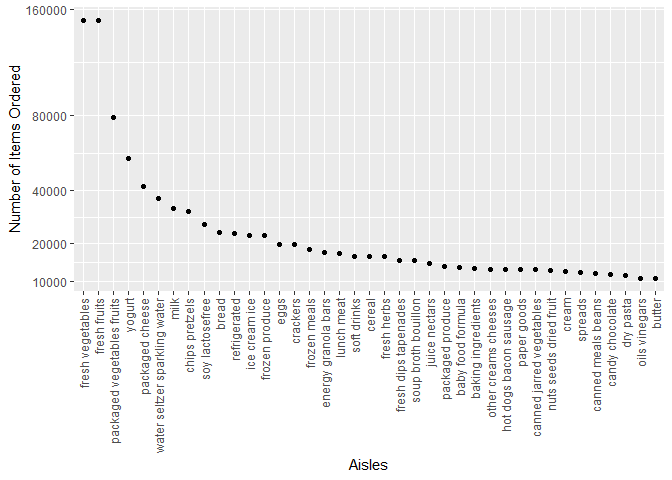 160000
80000
40000
20000
10000
Number of Items Ordered
fresh vegetables
fresh fruits
packaged vegetables fruits
yogurt
packaged cheese
water seltzer sparkling water
milk
chips pretzels
soy lactosefree
bread
refrigerated
ice cream ice
frozen produce
eggs
crackers
frozen meals
energy granola bars
lunch meat
soft drinks
cereal
fresh herbs
fresh dips tapenades
soup broth bouillon
juice nectars
packaged produce
baby food formula
baking ingredients
other creams cheeses
hot dogs bacon sausage
paper goods
canned jarred vegetables
nuts seeds dried fruit
cream
spreads
canned meals beans
candy chocolate
dry pasta
oils vinegars
butter
Aisles